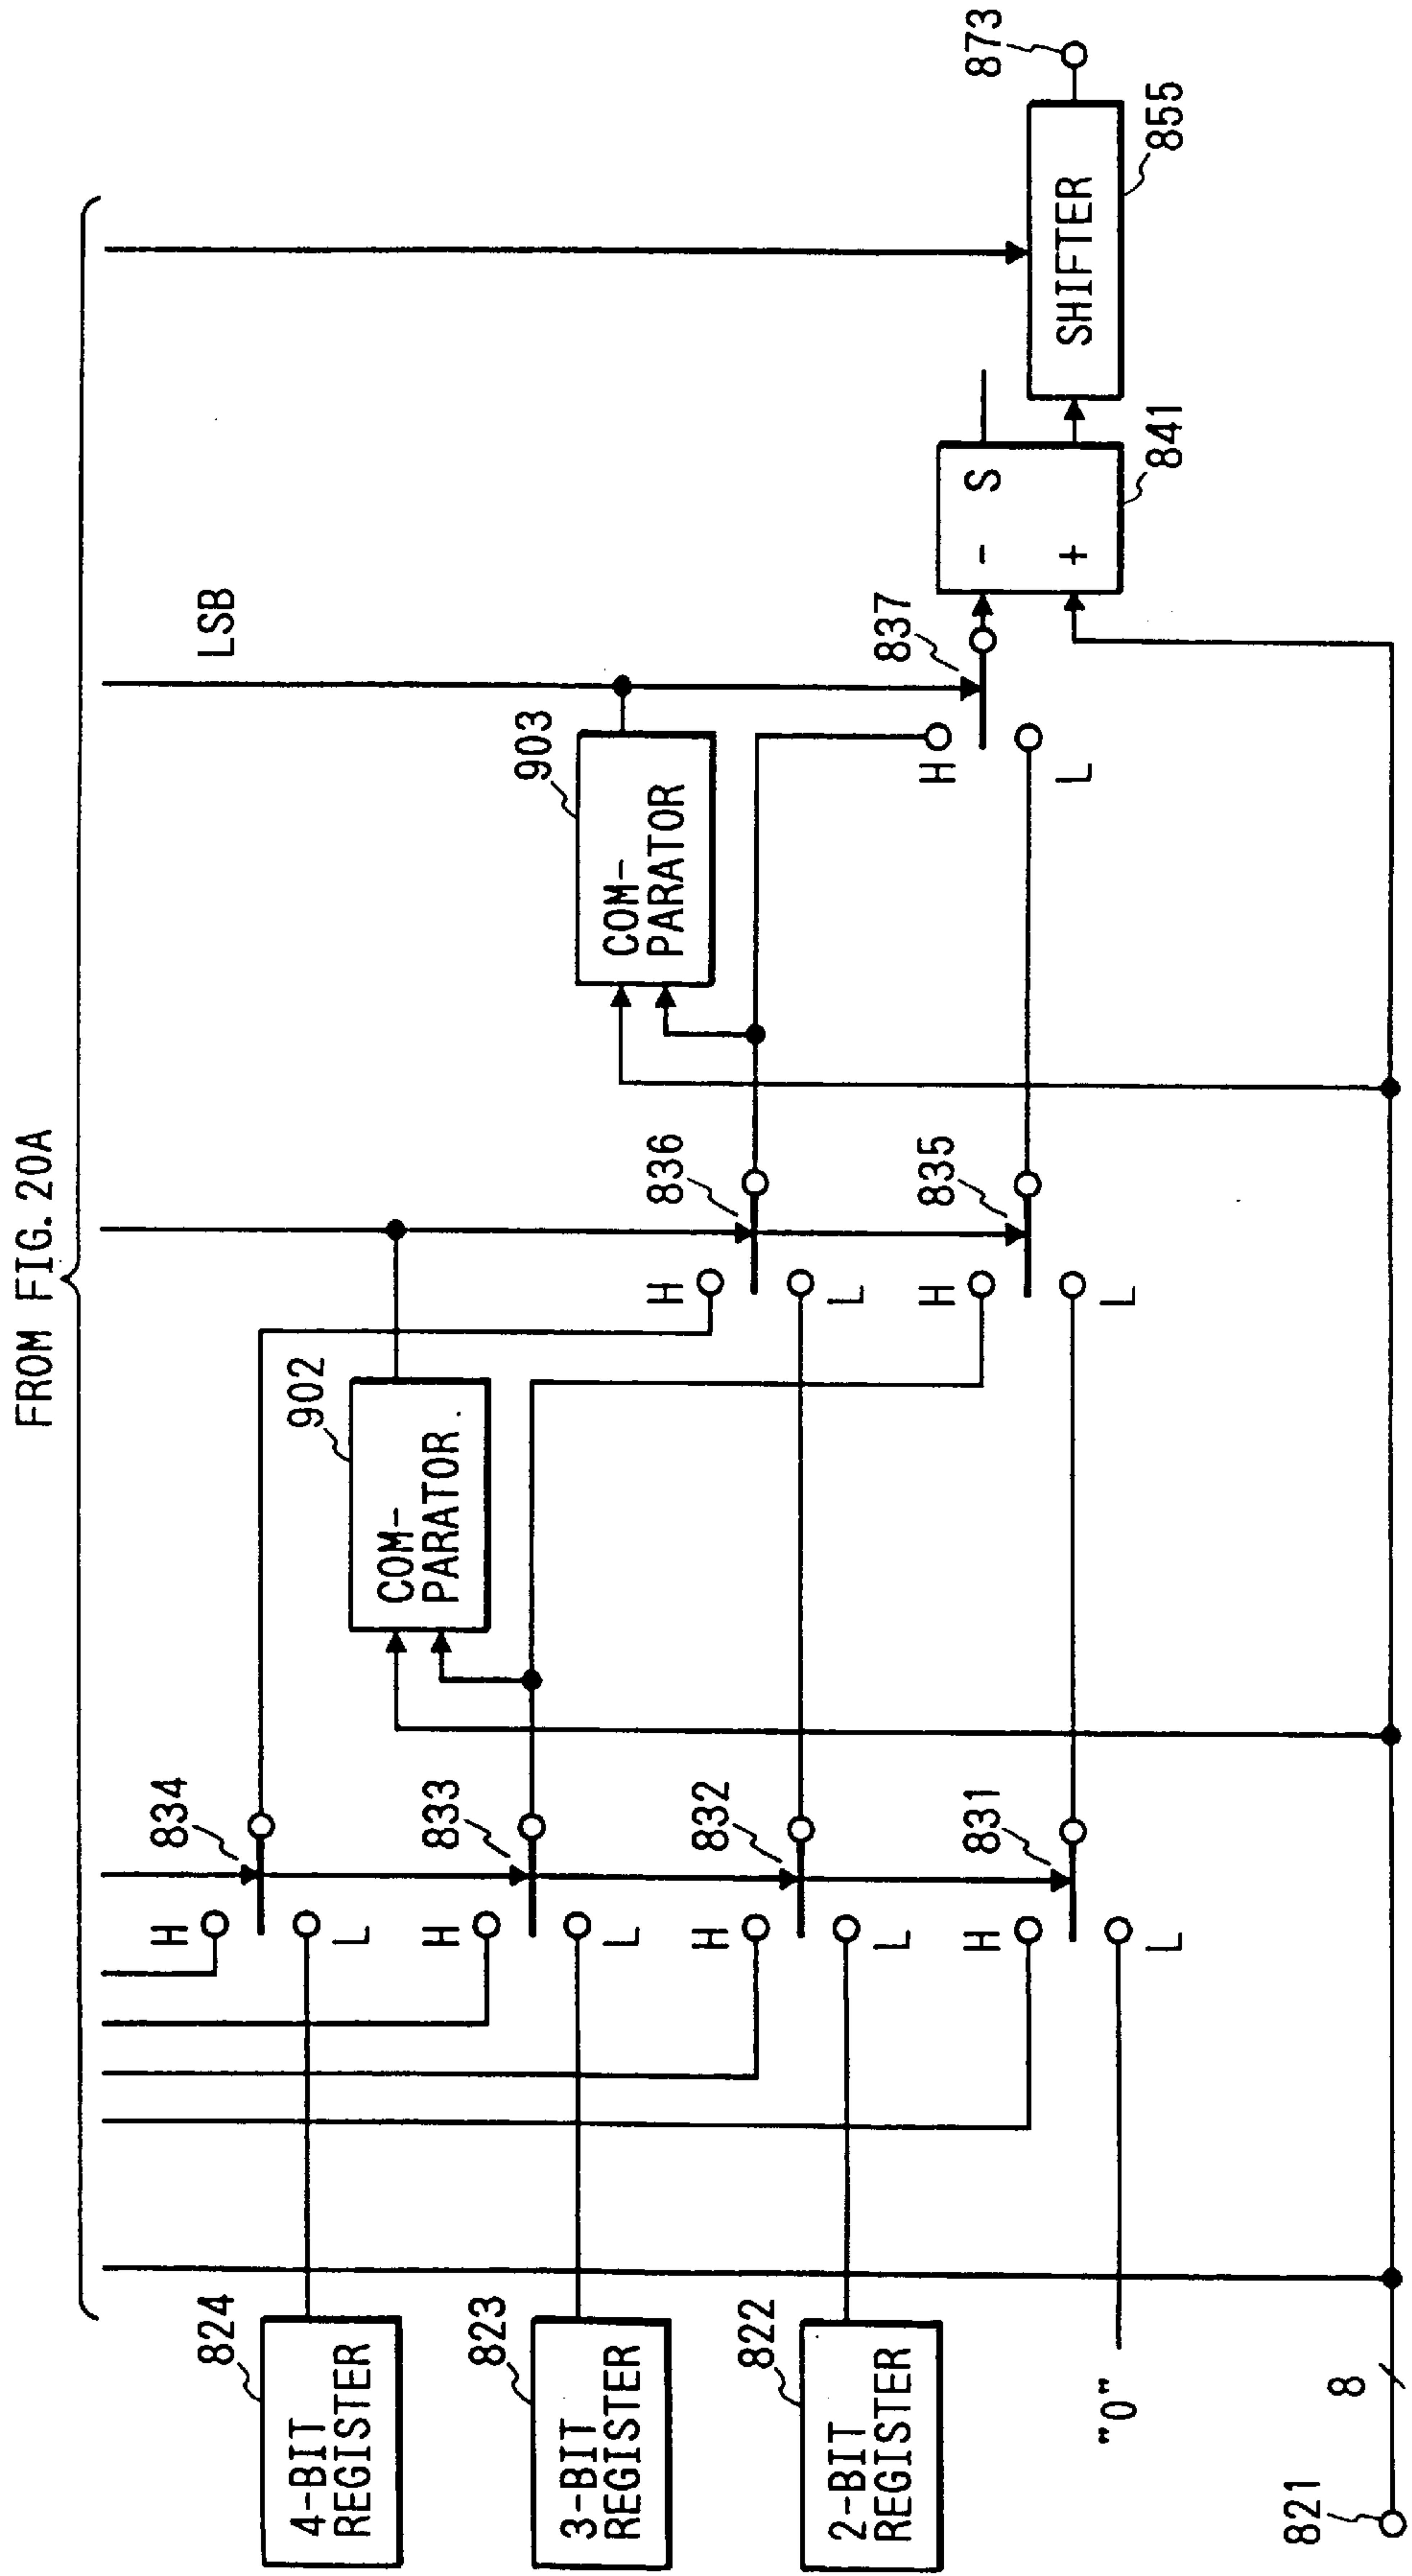 FROM FIG. 20A
LSB
824
4-BIT
REGISTER
H
L
834
823
3-BIT
REGISTER
H
L
833
822
2-BIT
REGISTER
H
L
832
"0"
H
L
831
902
COM-
PARATOR
H
L
836
H
L
835
903
COM-
PARATOR
H
L
837
-
S
+
841
SHIFTER
855
873
821
8